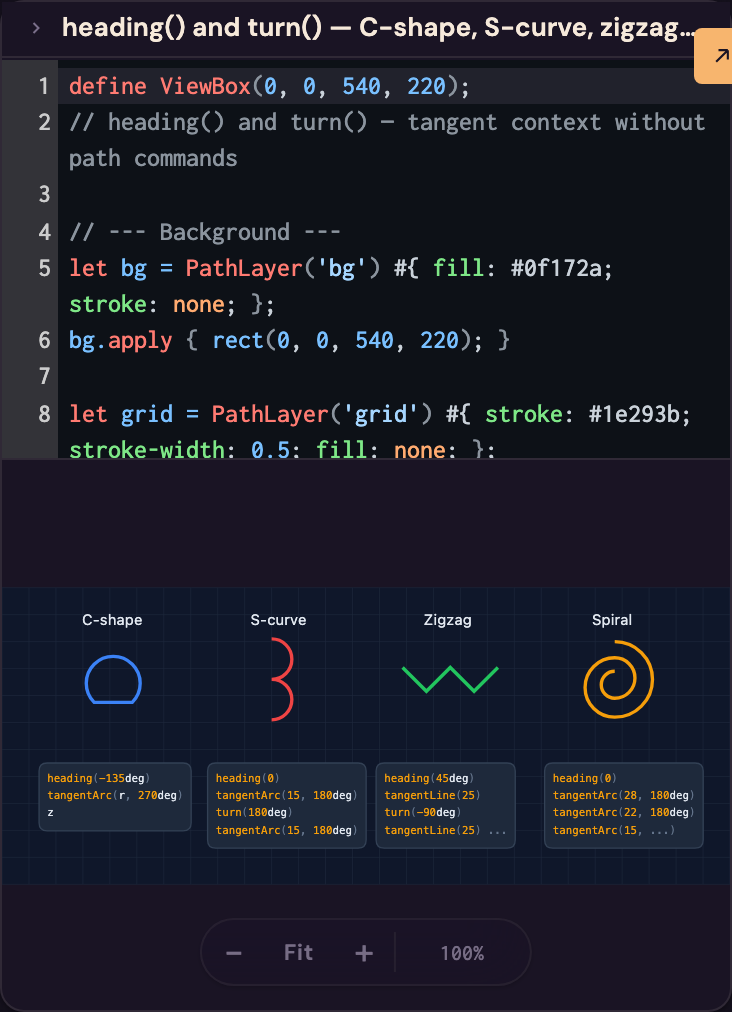 heading() and turn() — C-shape, S-curve, zigzag…
1 define ViewBox(0, 0, 540, 220);
2 // heading() and turn() — tangent context without
path commands
3
4 // --- Background ---
5 let bg = PathLayer('bg') #{ fill: #0f172a;
stroke: none; };
6 bg.apply { rect(0, 0, 540, 220); }
7
8 let grid = PathLayer('grid') #{ stroke: #1e293b;
stroke-width: 0.5; fill: none; };
C-shape
S-curve
Zigzag
Spiral
heading(-135deg)
tangentArc(r, 270deg)
z
heading(0)
tangentArc(15, 180deg)
turn(180deg)
tangentArc(15, 180deg)
heading(45deg)
tangentLine(25)
turn(-90deg)
tangentLine(25) ...
heading(0)
tangentArc(28, 180deg)
tangentArc(22, 180deg)
tangentArc(15, ...)
− Fit + 100%